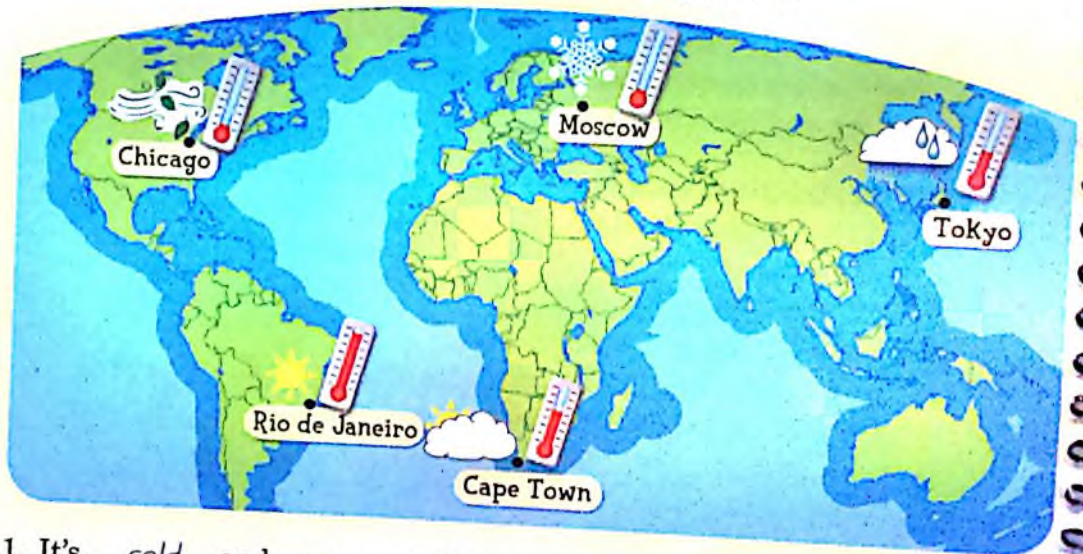 Moscow
Chicago
Tokyo
Rio de Janeiro
Cape Town
1. It's cold